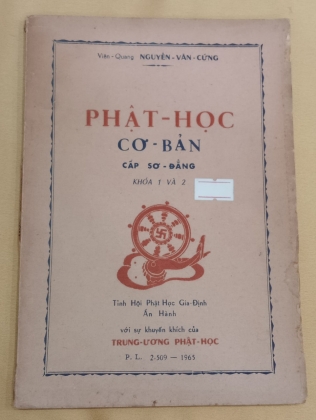 Viên-Quang NGUYỄN-VĂN-CỨNG
PHẬT-HỌC
CƠ-BẢN
CẤP SƠ-ĐẲNG
KHÓA 1 VÀ 2
Tỉnh Hội Phật Học Gia-Định
Ấn Hành
với sự khuyến khích của
TRUNG-ƯƠNG PHẬT-HỌC
P. L. 2-509 — 1965